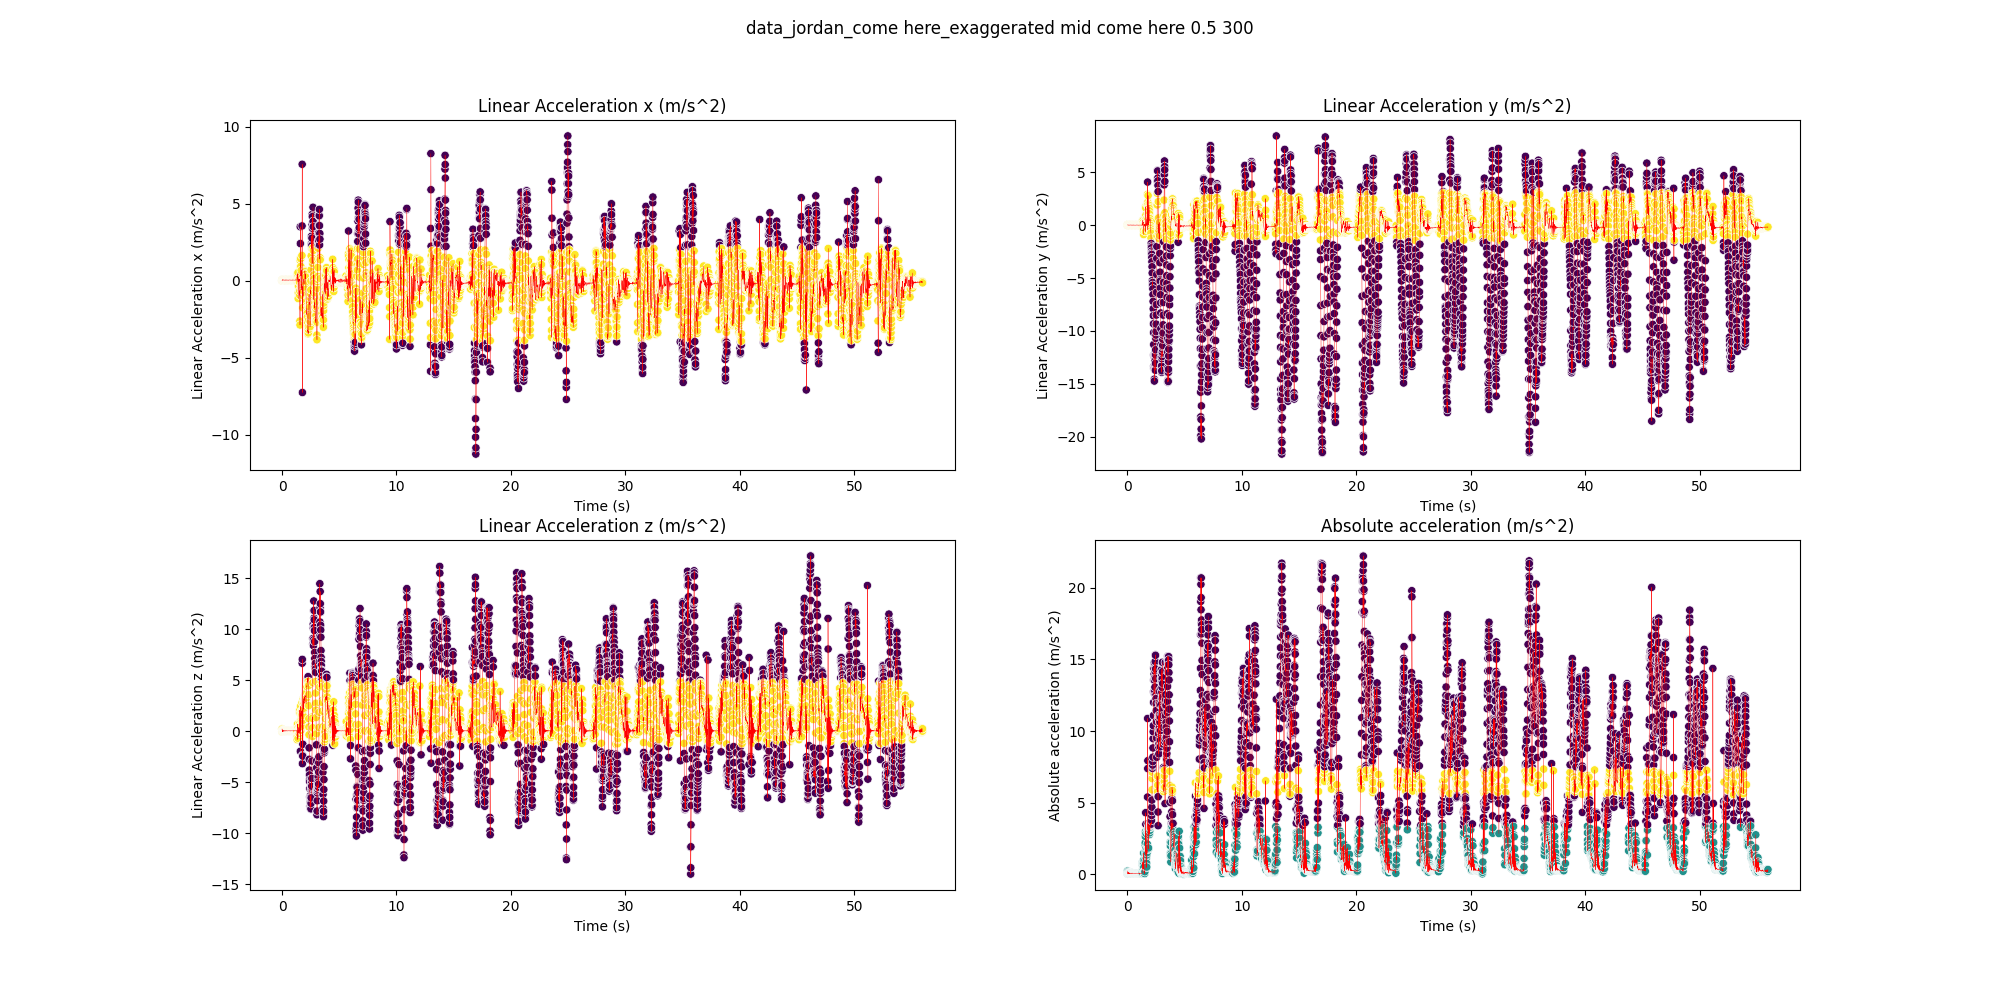 data_jordan_come here_exaggerated mid come here 0.5 300
Linear Acceleration x (m/s^2)
Linear Acceleration x (m/s^2)
10
5
0
−5
−10
0 10 20 30 40 50
Time (s)
Linear Acceleration y (m/s^2)
Linear Acceleration y (m/s^2)
5
0
−5
−10
−15
−20
0 10 20 30 40 50
Time (s)
Linear Acceleration z (m/s^2)
Linear Acceleration z (m/s^2)
15
10
5
0
−5
−10
−15
0 10 20 30 40 50
Time (s)
Absolute acceleration (m/s^2)
Absolute acceleration (m/s^2)
20
15
10
5
0
0 10 20 30 40 50
Time (s)